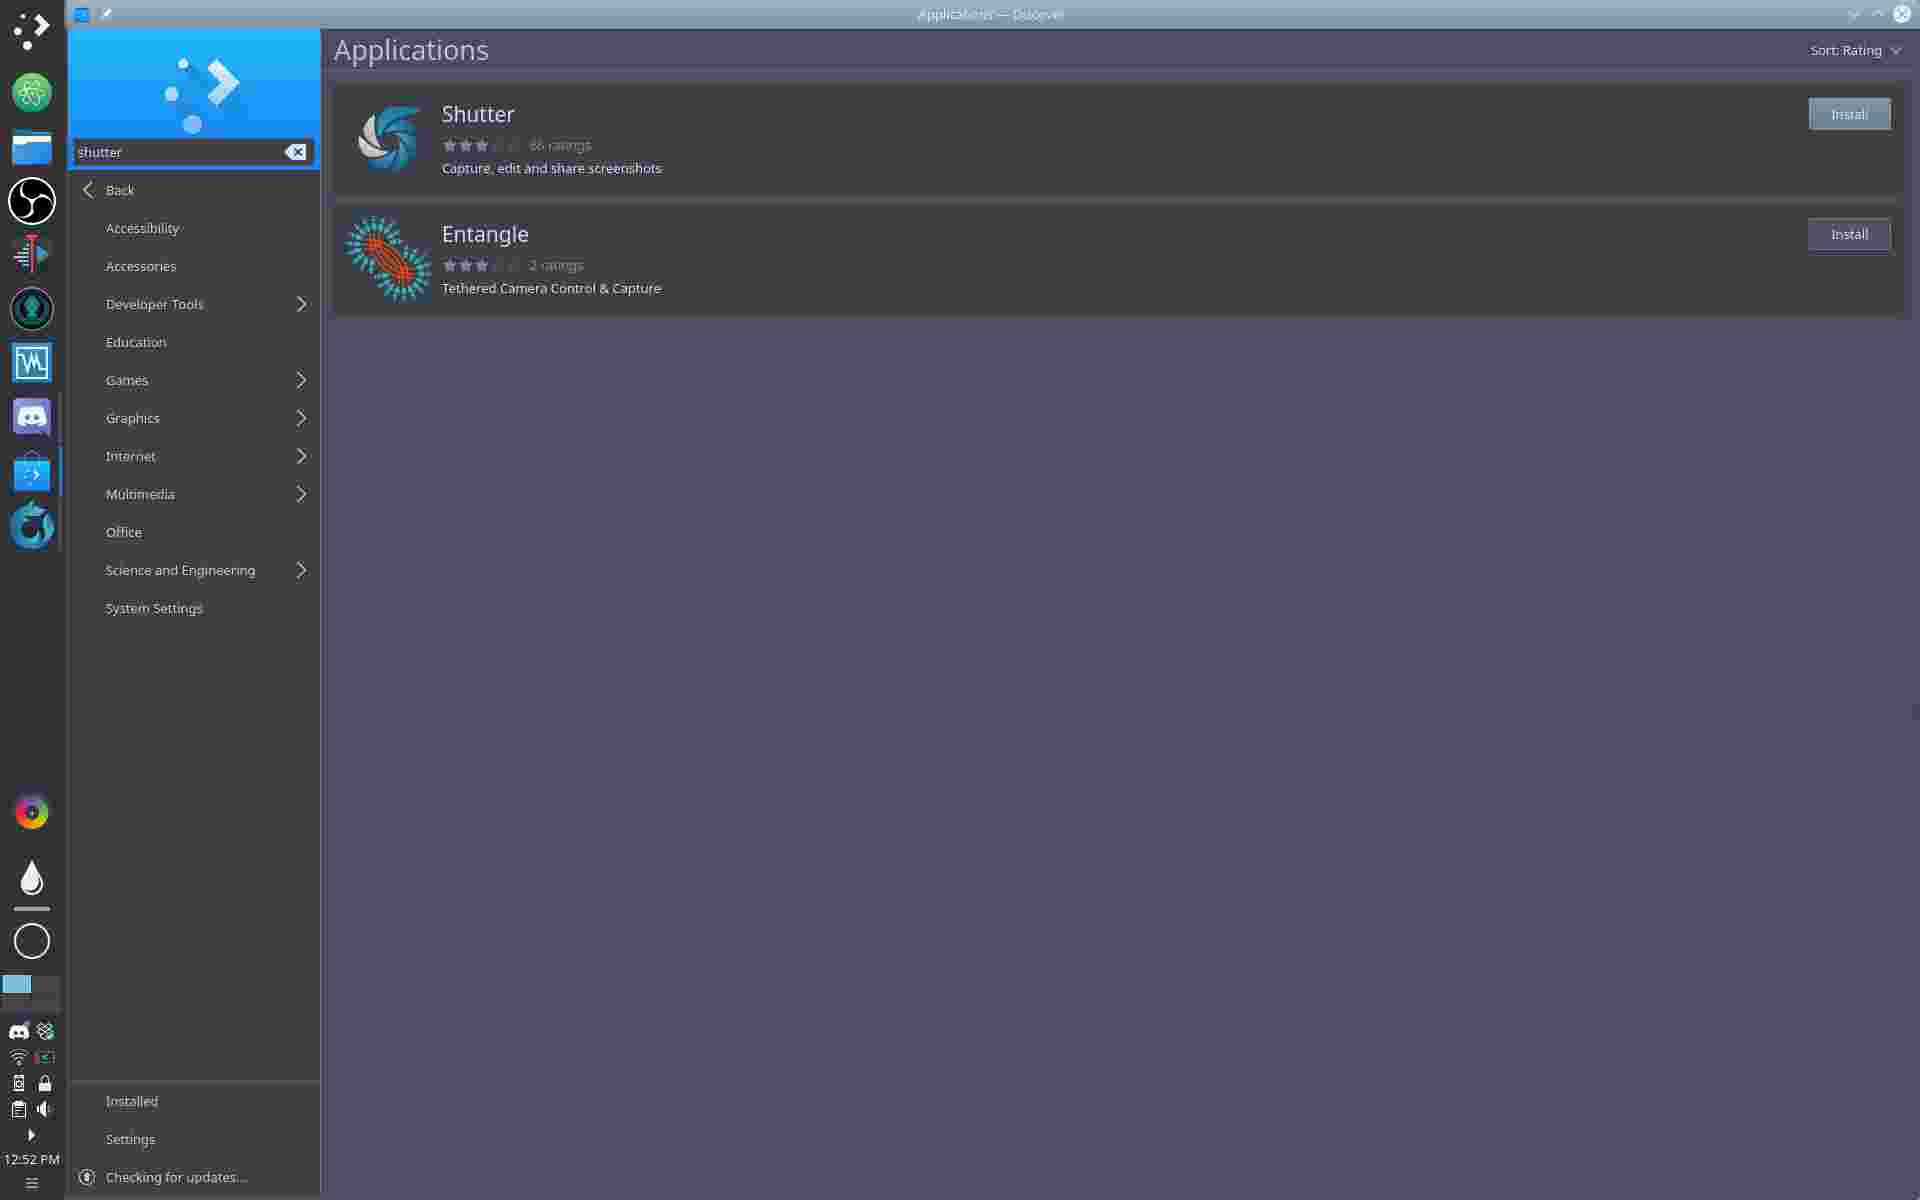 Applications — Discover
shutter
Back
Accessibility
Accessories
Developer Tools
Education
Games
Graphics
Internet
Multimedia
Office
Science and Engineering
System Settings
Installed
Settings
Checking for updates...
Applications
Sort: Rating
Shutter
ratings
Capture, edit and share screenshots
Install
Entangle
2 ratings
Tethered Camera Control & Capture
Install
12:52 PM